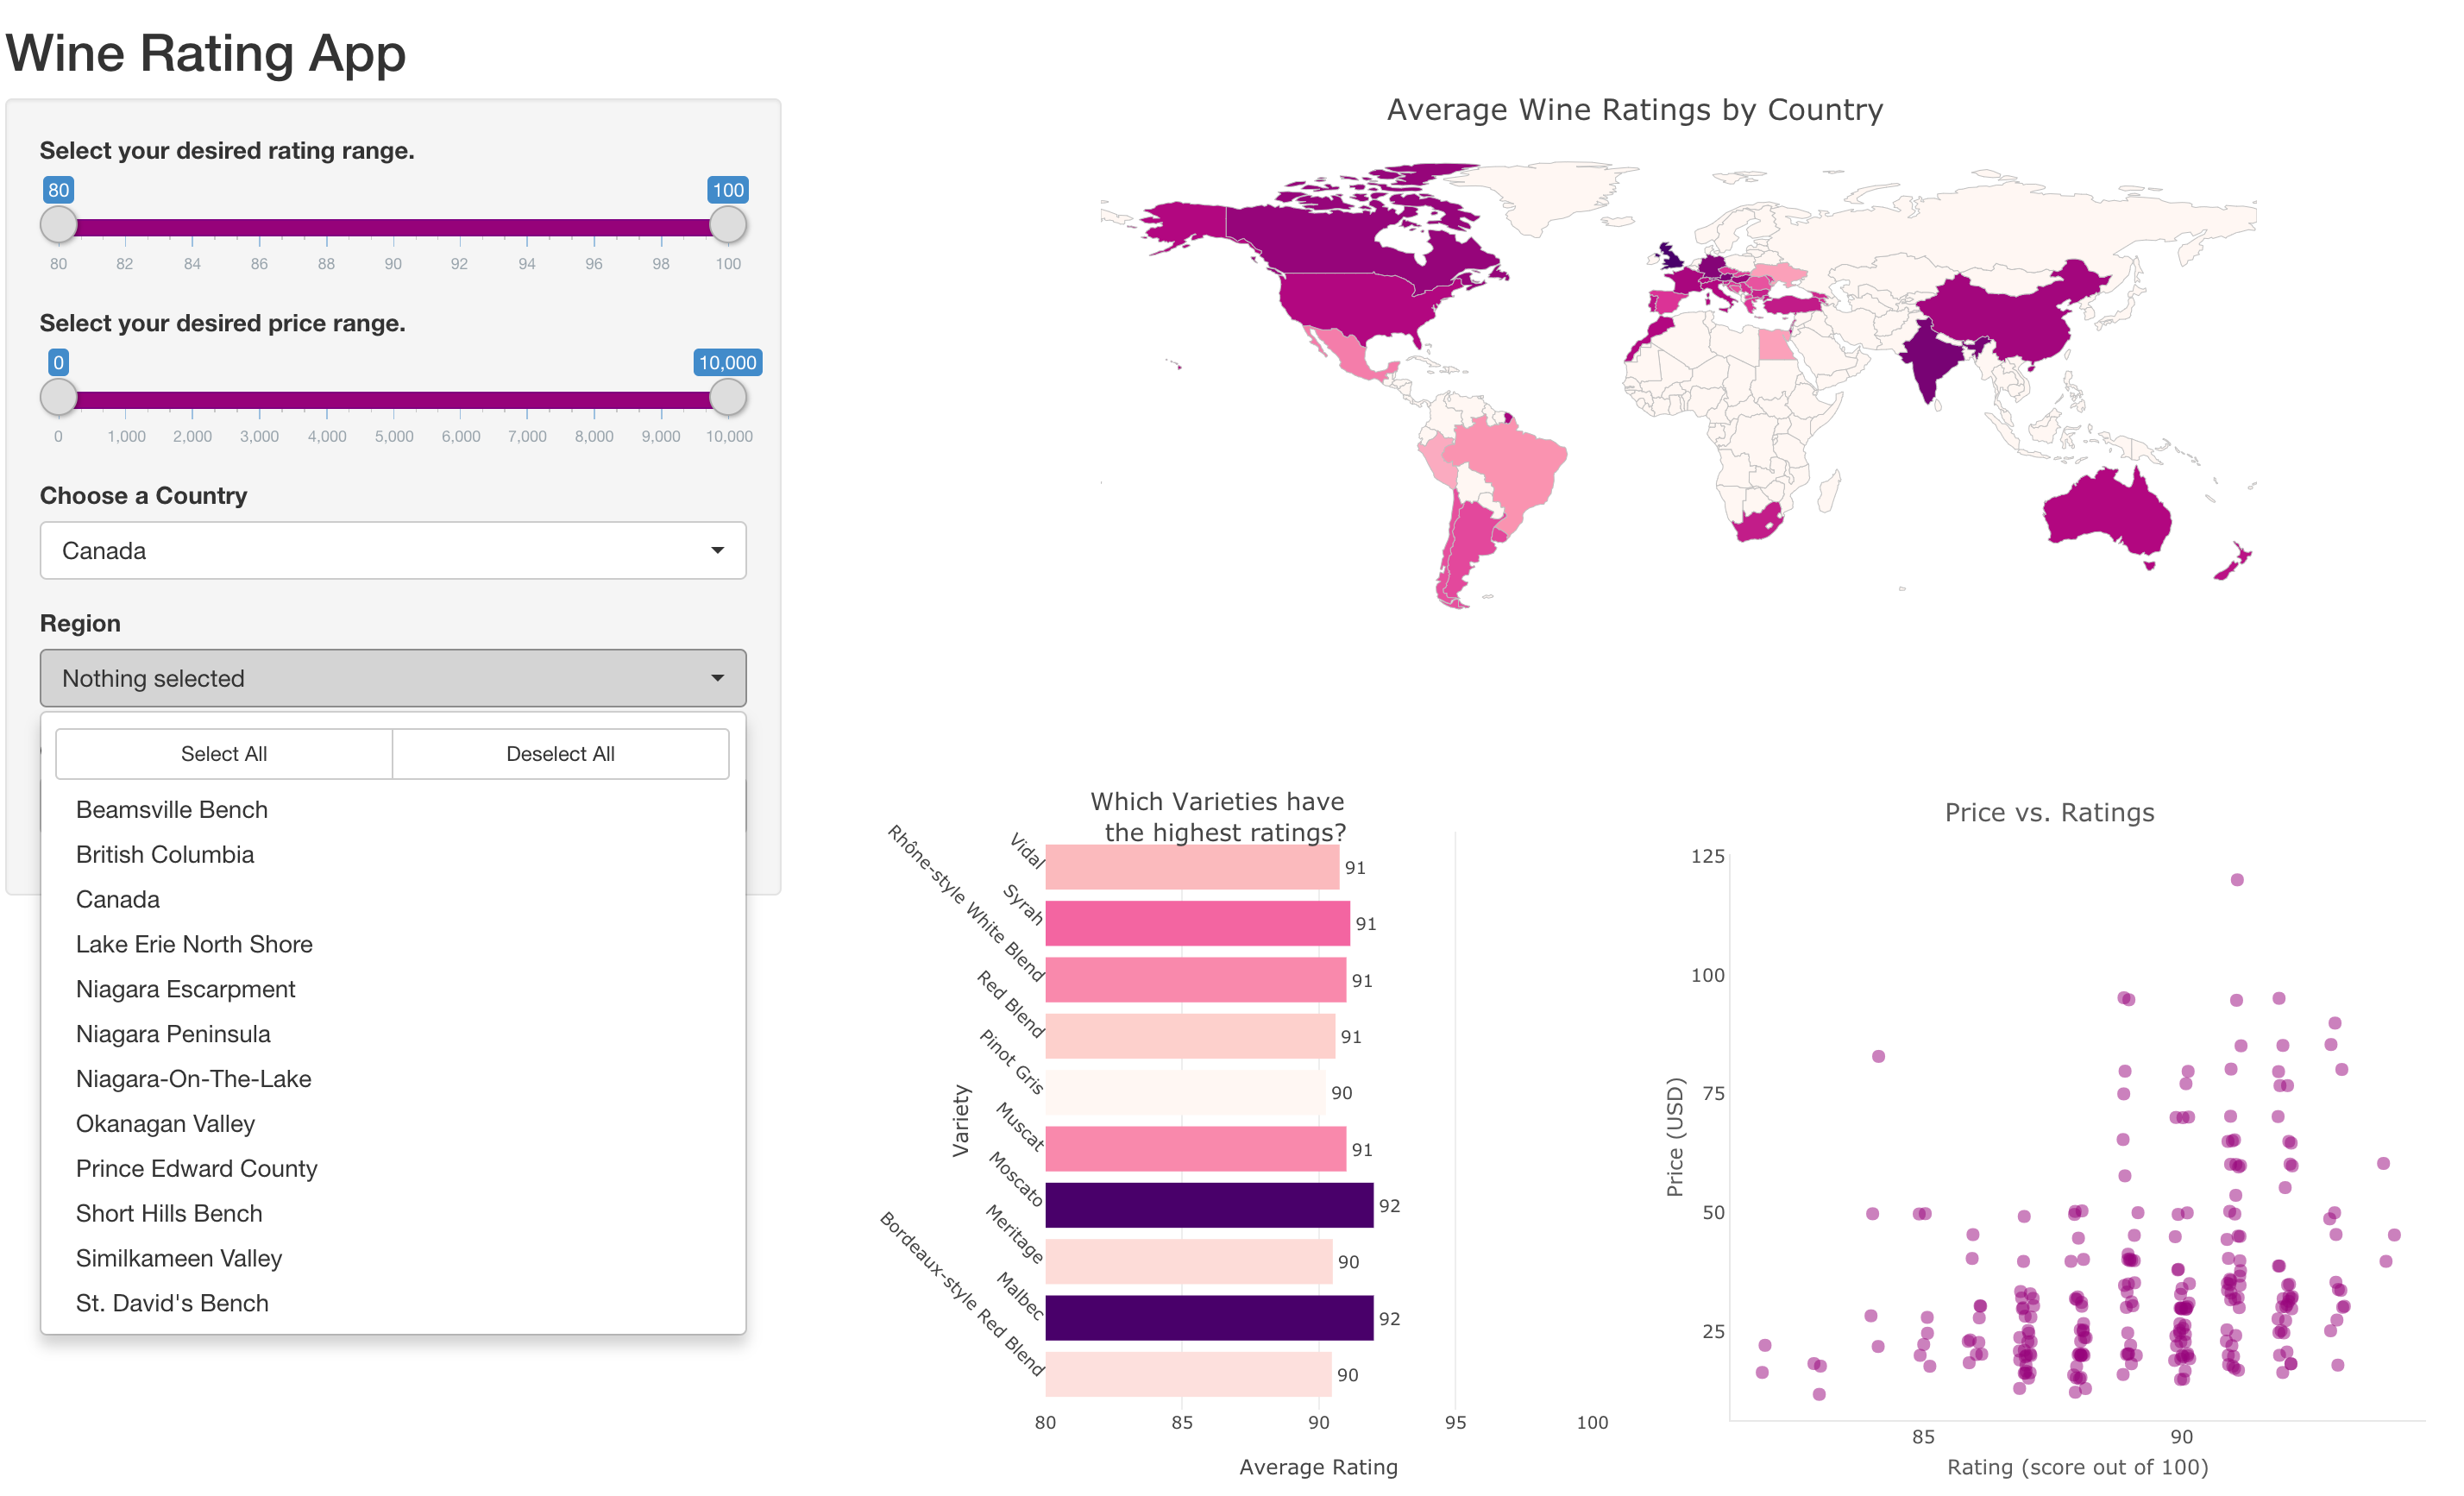 Wine Rating App
Select your desired rating range.
80
100
80 82 84 86 88 90 92 94 96 98 100
Select your desired price range.
0
10,000
0 1,000 2,000 3,000 4,000 5,000 6,000 7,000 8,000 9,000 10,000
Choose a Country
Canada
Region
Nothing selected
Select All
Deselect All
Beamsville Bench
British Columbia
Canada
Lake Erie North Shore
Niagara Escarpment
Niagara Peninsula
Niagara-On-The-Lake
Okanagan Valley
Prince Edward County
Short Hills Bench
Similkameen Valley
St. David's Bench
Average Wine Ratings by Country
Which Varieties have
the highest ratings?
Variety
Vidal 91
Syrah 91
Rhône-style White Blend 91
Red Blend 91
Pinot Gris 90
Muscat 91
Moscato 92
Meritage 90
Malbec 92
Bordeaux-style Red Blend 90
80 85 90 95 100
Average Rating
Price vs. Ratings
Price (USD)
125
100
75
50
25
85 90
Rating (score out of 100)